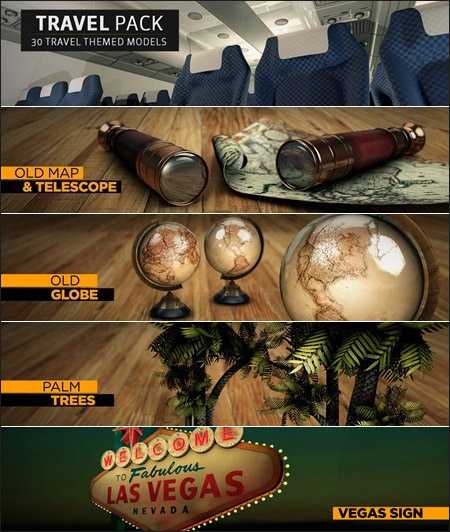 TRAVEL PACK
30 TRAVEL THEMED MODELS
OLD MAP
& TELESCOPE
OLD
GLOBE
PALM
TREES
WELCOME
TO Fabulous
LAS VEGAS
NEVADA
VEGAS SIGN